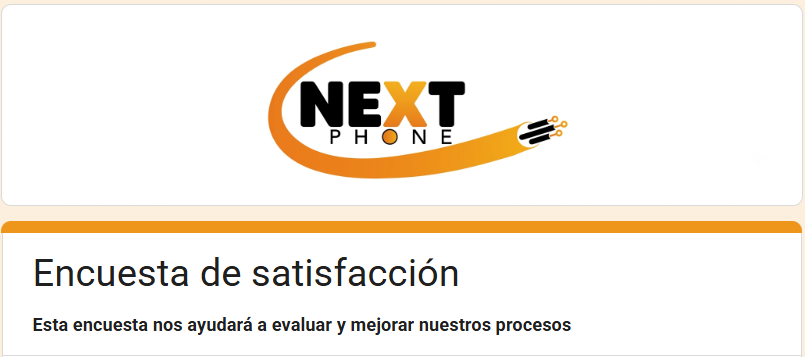 NEXT
PHONE
Encuesta de satisfacción
Esta encuesta nos ayudará a evaluar y mejorar nuestros procesos